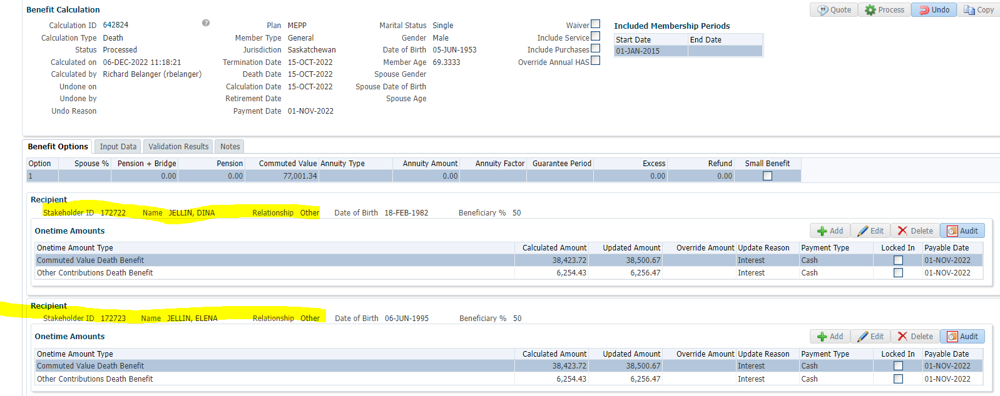 Benefit Calculation
Quote Process Undo Copy
Calculation ID 642824 Plan MEPP Marital Status Single Waiver Included Membership Periods
Calculation Type Death Member Type General Gender Male Include Service Start Date End Date
Status Processed Jurisdiction Saskatchewan Date of Birth 05-JUN-1953 Include Purchases 01-JAN-2015
Calculated on 06-DEC-2022 11:18:21 Termination Date 15-OCT-2022 Member Age 69.3333 Override Annual HAS
Calculated by Richard Belanger (rbelanger) Death Date 15-OCT-2022 Spouse Gender
Undone on Calculation Date 15-OCT-2022 Spouse Date of Birth
Undone by Retirement Date Spouse Age
Undo Reason Payment Date 01-NOV-2022
Benefit Options Input Data Validation Results Notes
Option Spouse % Pension + Bridge Pension Commuted Value Annuity Type Annuity Amount Annuity Factor Guarantee Period Excess Refund Small Benefit
1 0.00 0.00 77,001.34 0.00 0.00 0.00
Recipient
Stakeholder ID 172722 Name JELLIN, DINA Relationship Other Date of Birth 18-FEB-1982 Beneficiary % 50
Onetime Amounts Add Edit Delete Audit
Onetime Amount Type Calculated Amount Updated Amount Override Amount Update Reason Payment Type Locked In Payable Date
Commuted Value Death Benefit 38,423.72 38,500.67 Interest Cash 01-NOV-2022
Other Contributions Death Benefit 6,254.43 6,256.47 Interest Cash 01-NOV-2022
Recipient
Stakeholder ID 172723 Name JELLIN, ELENA Relationship Other Date of Birth 06-JUN-1995 Beneficiary % 50
Onetime Amounts Add Edit Delete Audit
Onetime Amount Type Calculated Amount Updated Amount Override Amount Update Reason Payment Type Locked In Payable Date
Commuted Value Death Benefit 38,423.72 38,500.67 Interest Cash 01-NOV-2022
Other Contributions Death Benefit 6,254.43 6,256.47 Interest Cash 01-NOV-2022